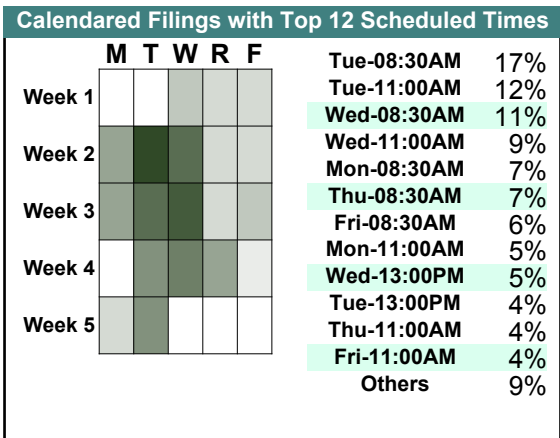 Calendared Filings with Top 12 Scheduled Times
M T W R F
Week 1
Week 2
Week 3
Week 4
Week 5
Tue-08:30AM 17%
Tue-11:00AM 12%
Wed-08:30AM 11%
Wed-11:00AM 9%
Mon-08:30AM 7%
Thu-08:30AM 7%
Fri-08:30AM 6%
Mon-11:00AM 5%
Wed-13:00PM 5%
Tue-13:00PM 4%
Thu-11:00AM 4%
Fri-11:00AM 4%
Others 9%